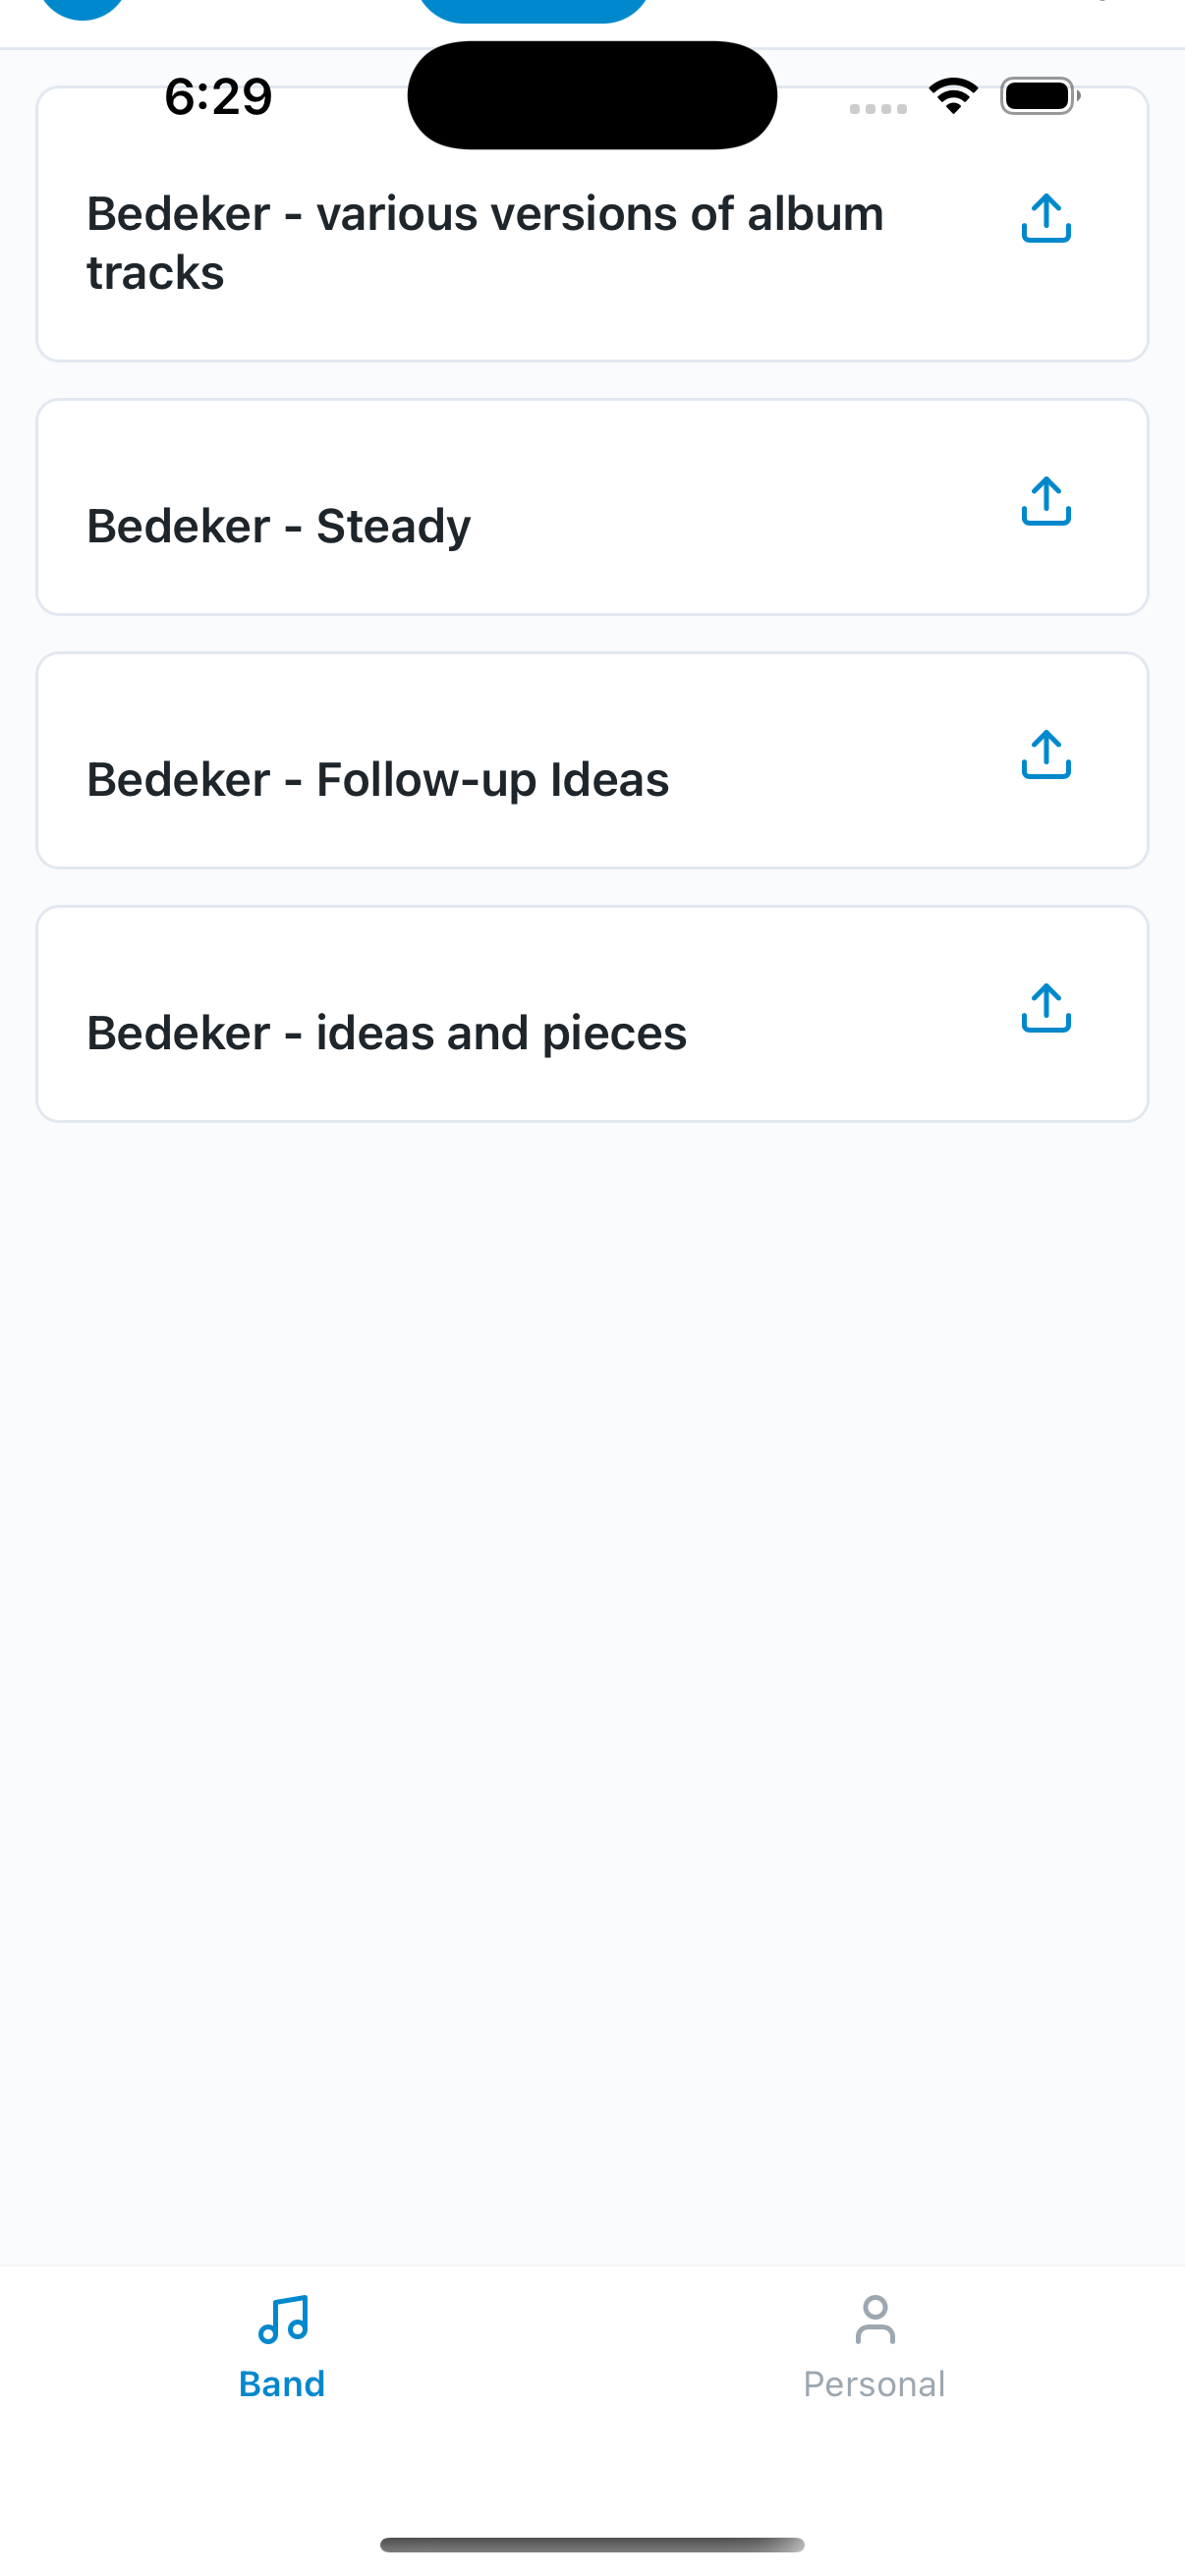 6:29
Bedeker - various versions of album
tracks
Bedeker - Steady
Bedeker - Follow-up Ideas
Bedeker - ideas and pieces
Band
Personal